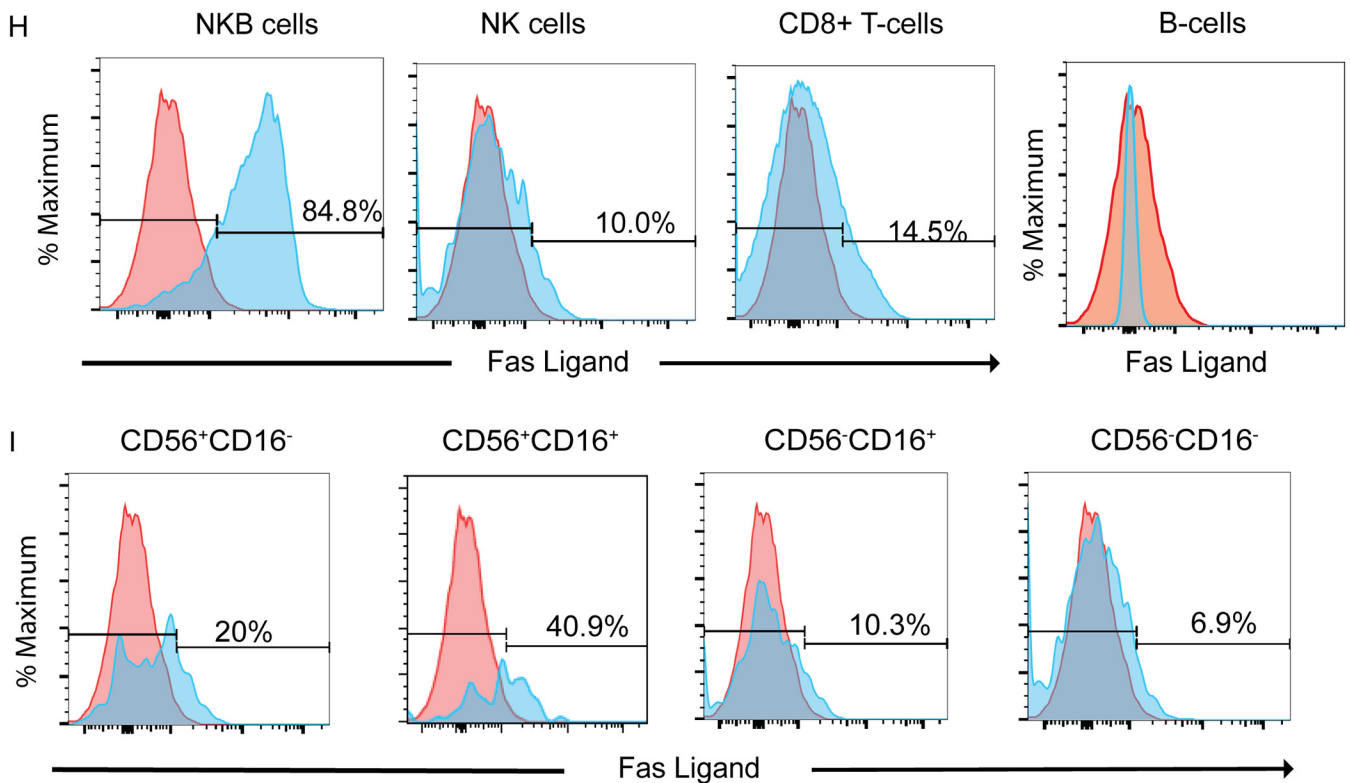 H
NKB cells
NK cells
CD8+ T-cells
B-cells
% Maximum
84.8%
10.0%
14.5%
% Maximum
Fas Ligand
Fas Ligand
I
CD56⁺CD16⁻
CD56⁺CD16⁺
CD56⁻CD16⁺
CD56⁻CD16⁻
% Maximum
20%
40.9%
10.3%
6.9%
Fas Ligand